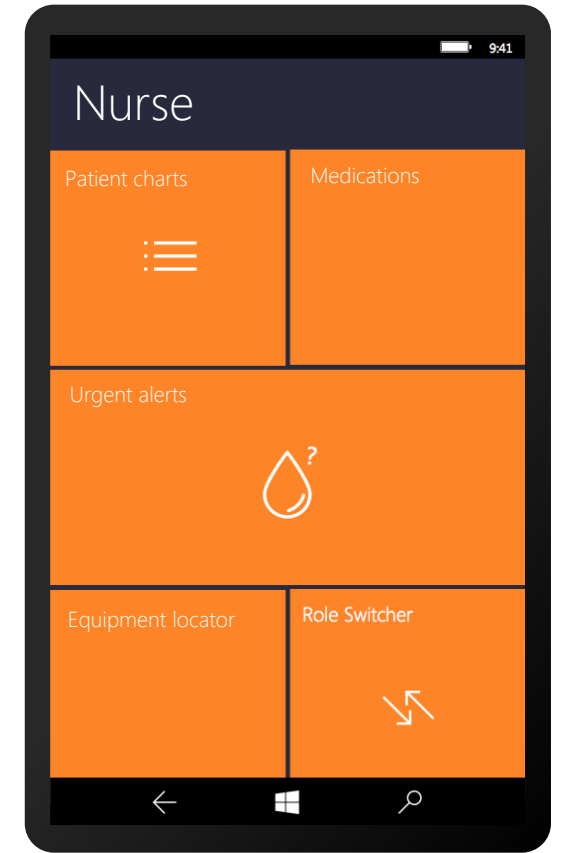 9:41
Nurse
Patient charts
Medications
Urgent alerts
?
Equipment locator
Role Switcher